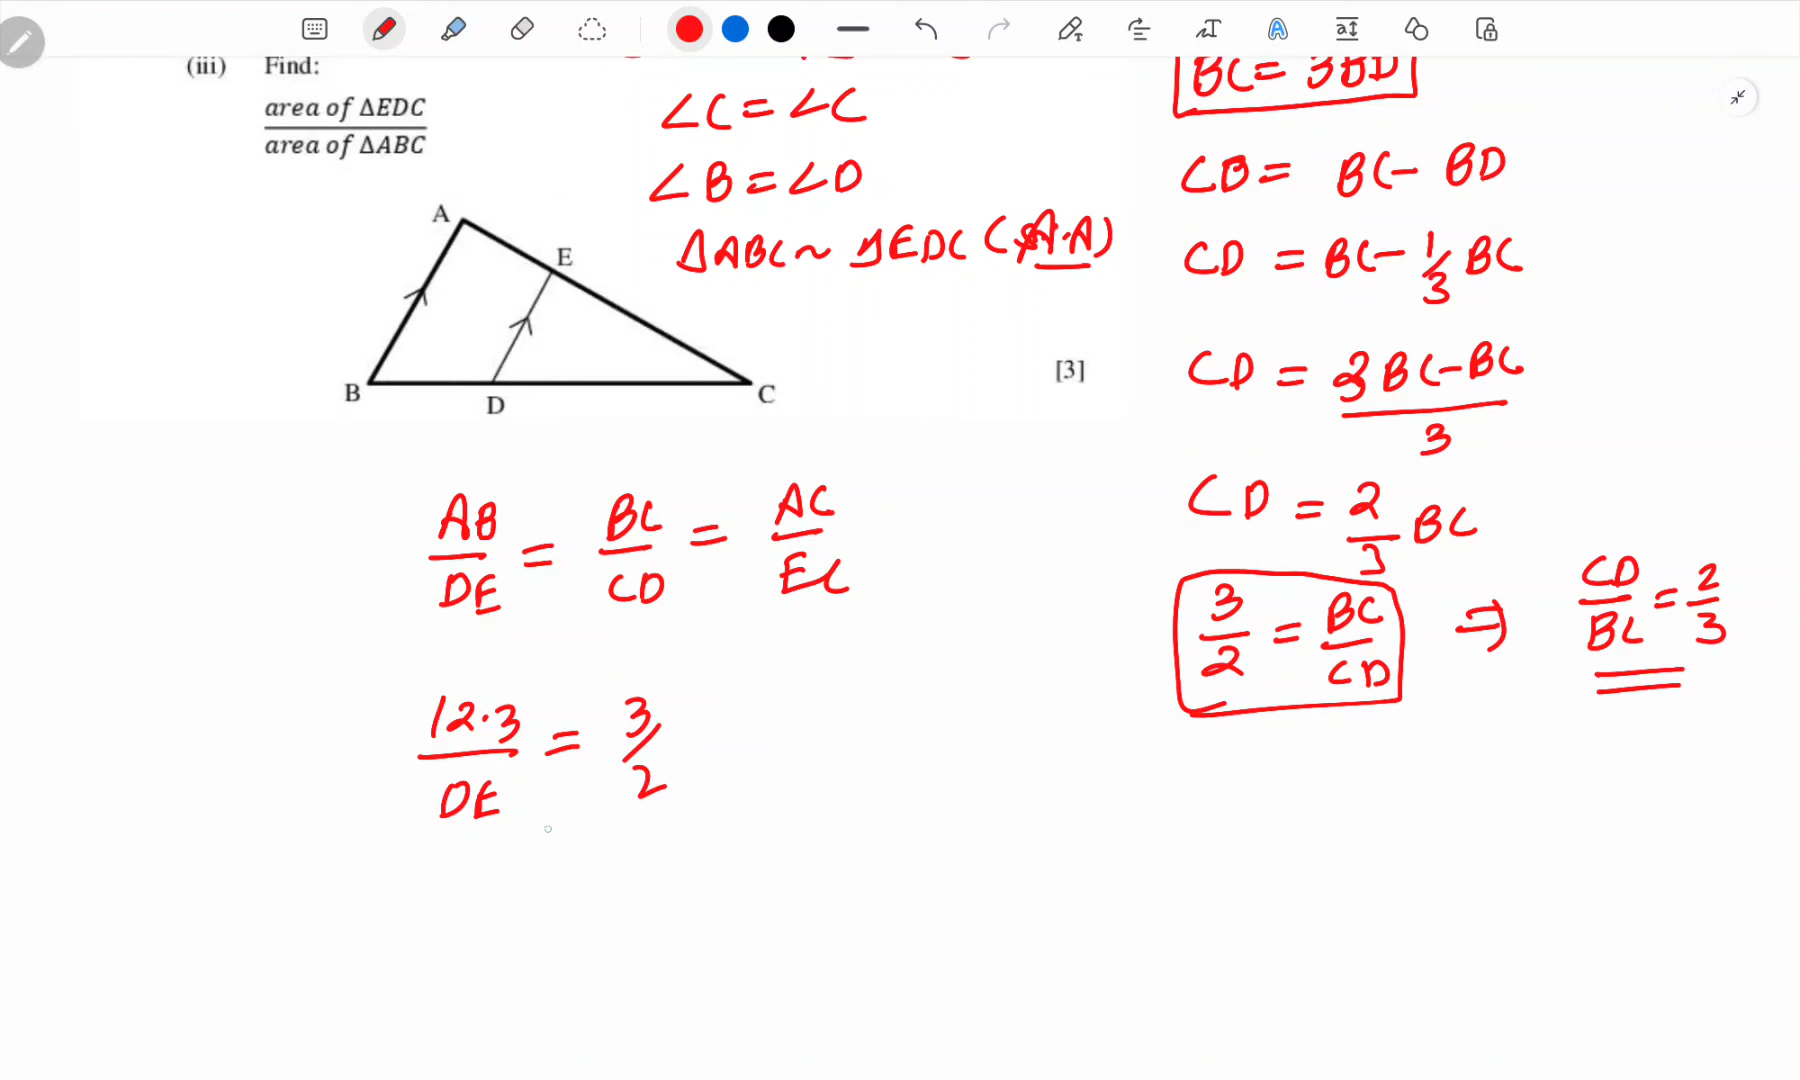 (iii) Find:
area of ΔEDC
area of ΔABC
A
E
B
D
C
[3]
∠C = ∠C
∠B = ∠D
ΔABC ~ ΔEDC (A.A)
AB/DE = BC/CD = AC/EC
12.3/DE = 3/2
BC = 3BD
CB = BC - BD
CD = BC - 1/3 BC
CD = 3BC - BC/3
CD = 2/3 BC
3/2 = BC/CD ⇒ CD/BC = 2/3